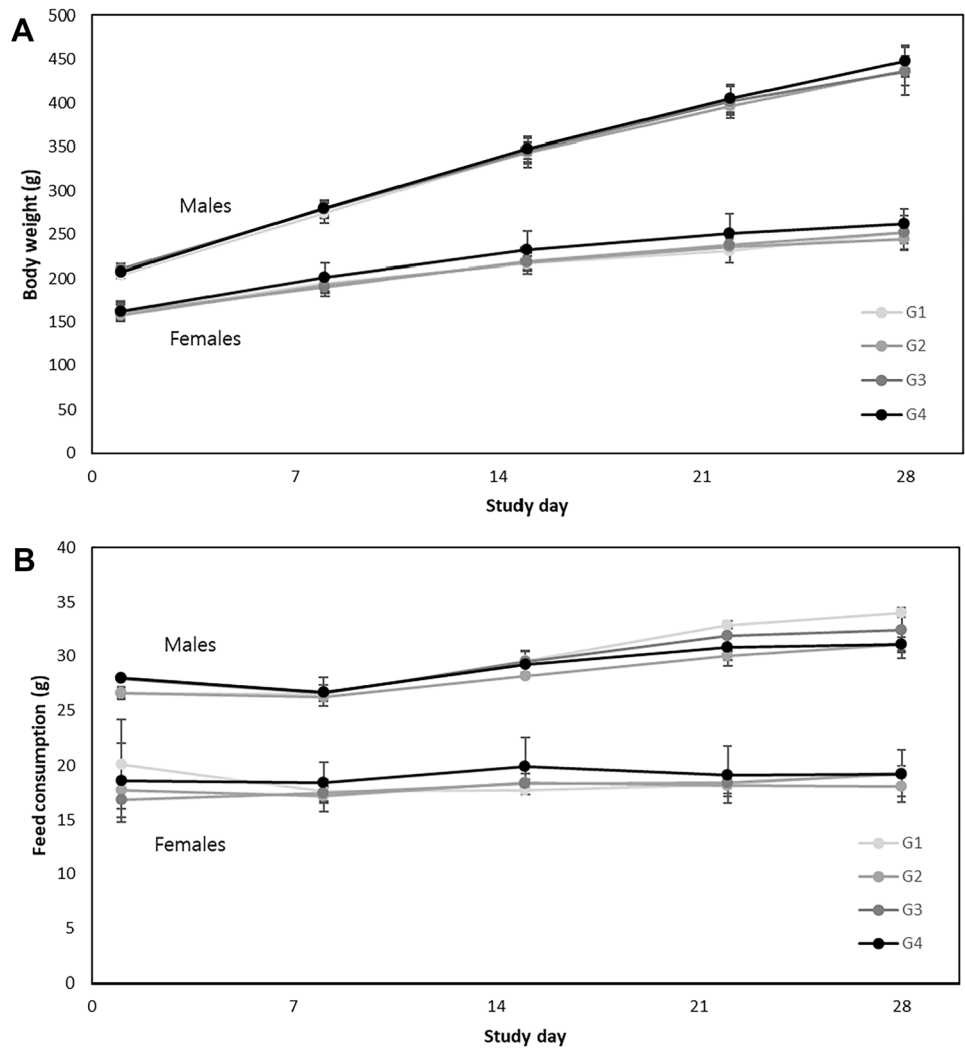 A
500
450
400
350
300
250
200
150
100
50
0
Body weight (g)
Males
Females
G1
G2
G3
G4
0 7 14 21 28
Study day
B
40
35
30
25
20
15
10
5
0
Feed consumption (g)
Males
Females
G1
G2
G3
G4
0 7 14 21 28
Study day